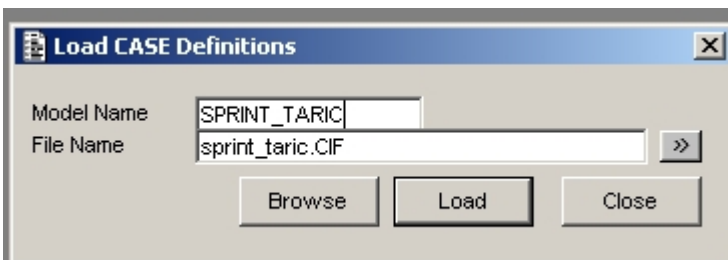 Load CASE Definitions
Model Name SPRINT_TARIC
File Name sprint_taric.CIF »
Browse Load Close